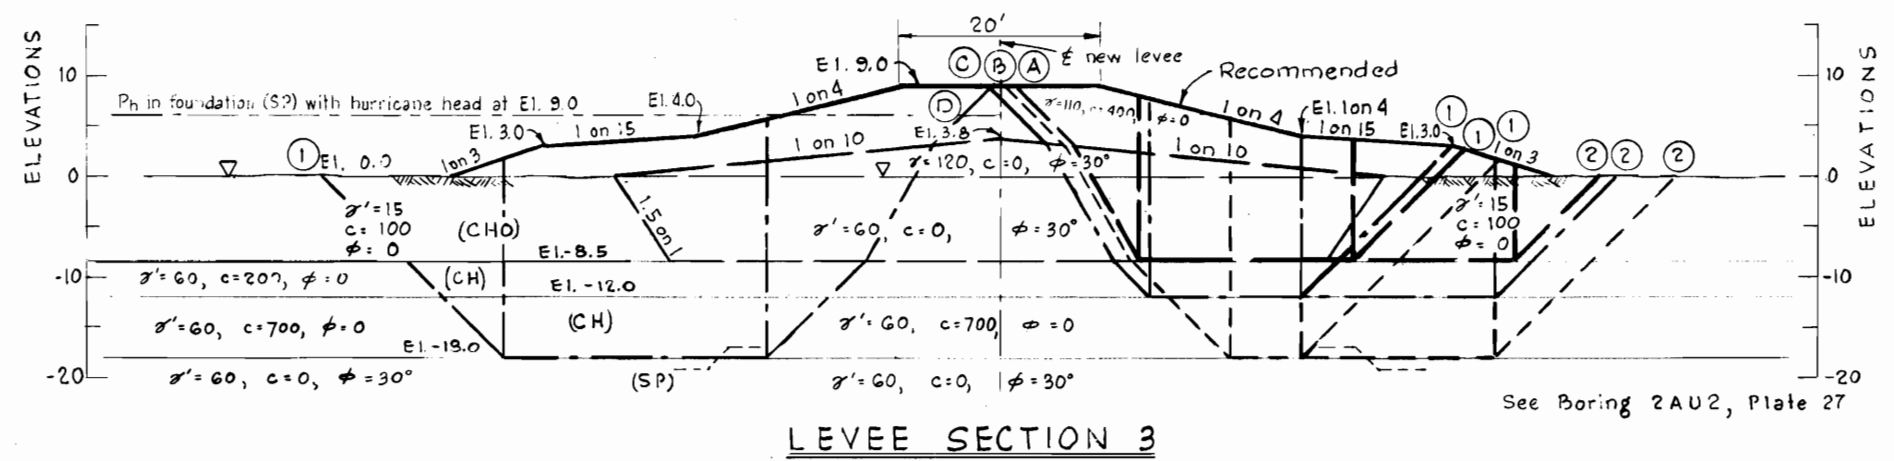 20'
ELEVATIONS
ELEVATIONS
10
0
-10
-20
10
0
-10
-20
℄ new levee
El. 9.0
C
B
A
Recommended
Ph in foundation (SP) with hurricane head at El. 9.0
El. 4.0
1 on 4
D
γ=110, c=400, φ=0
1 on 4
El. 1 on 4
El. 3.0
1 on 15
1 on 10
El. 3.8
1 on 10
1 on 15
El. 3.0
1
1
1
1
El. 0.0
1 on 3
γ=120, c=0, φ=30°
1 on 3
2
2
2
γ'=15
c=100
φ=0
(CHO)
1.5 on 1
γ'=60, c=0, φ=30°
γ'=15
c=100
φ=0
El.-8.5
γ'=60, c=200, φ=0
(CH)
El. -12.0
γ'=60, c=700, φ=0
(CH)
γ'=60, c=700, φ=0
El.-18.0
γ'=60, c=0, φ=30°
(SP)
γ'=60, c=0, φ=30°
See Boring 2AU2, Plate 27
LEVEE SECTION 3